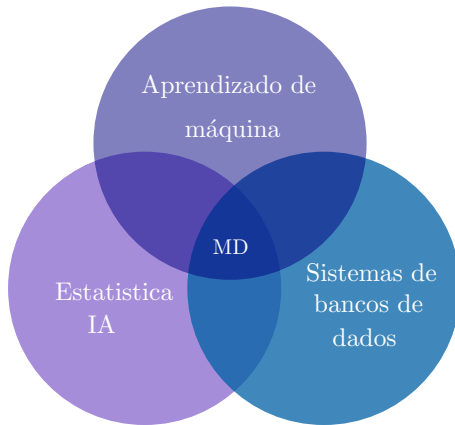 Aprendizado de
máquina
MD
Estatistica
IA
Sistemas de
bancos de
dados